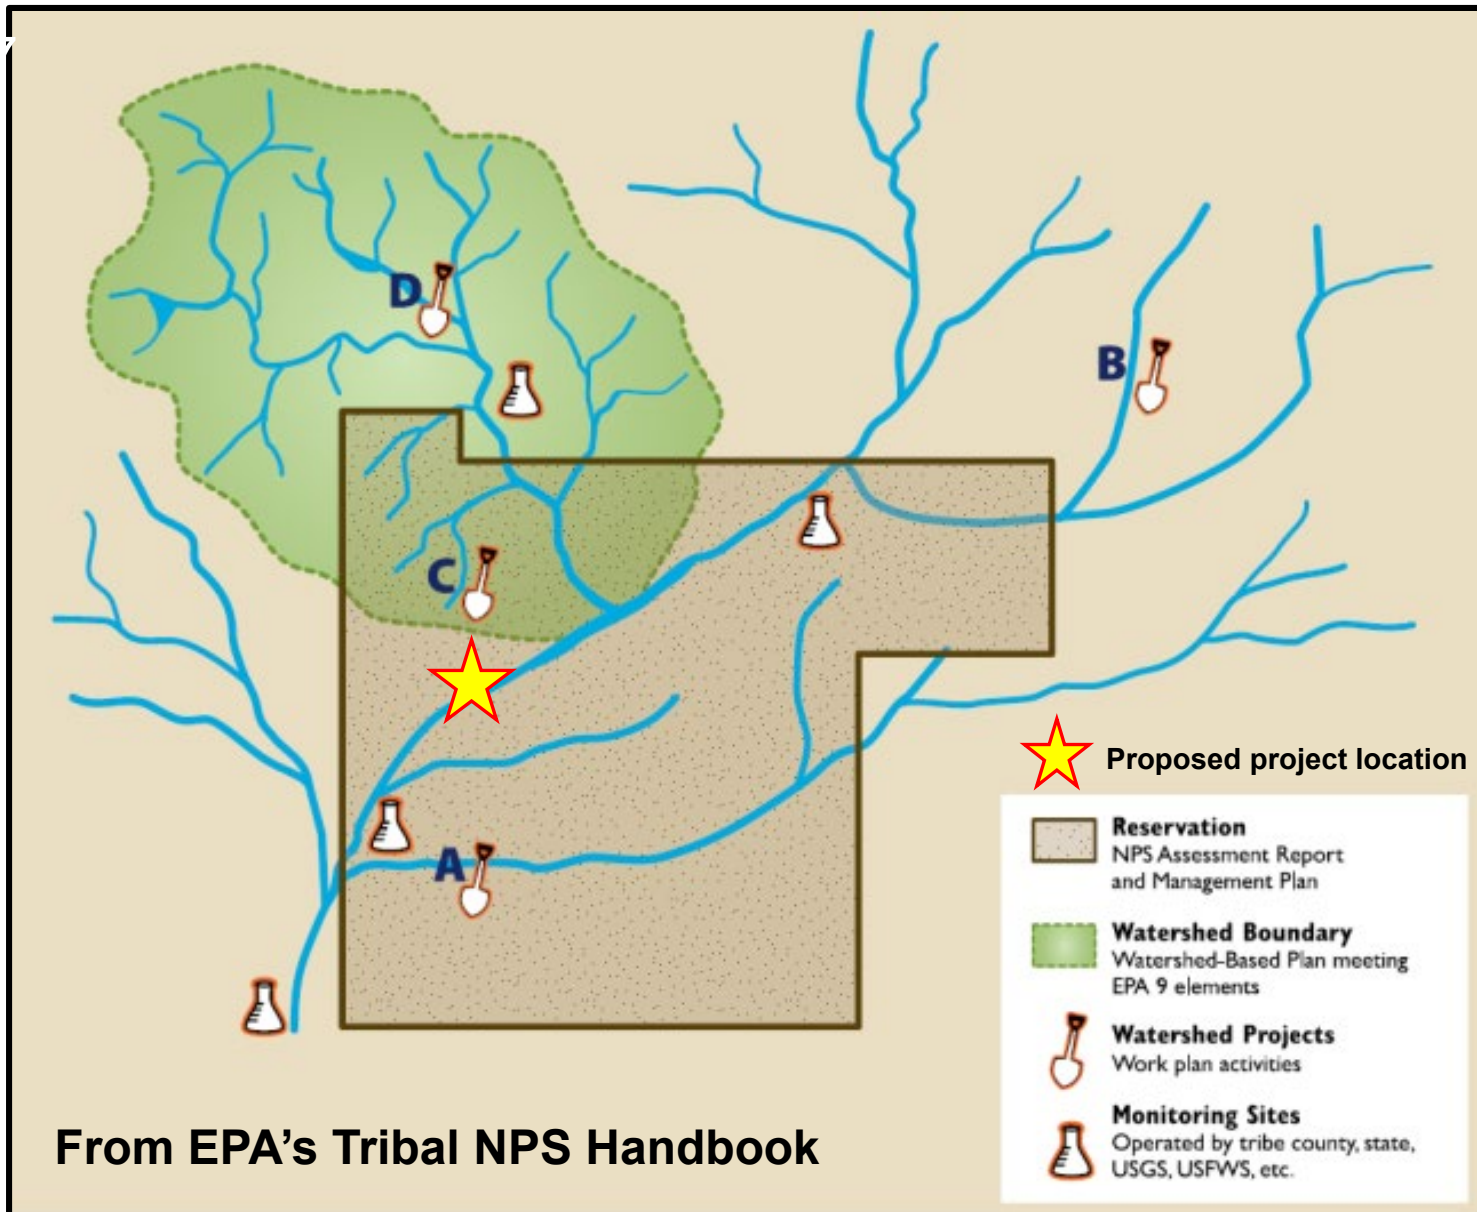 7
D
B
C
A
Proposed project location
Reservation
NPS Assessment Report
and Management Plan
Watershed Boundary
Watershed-Based Plan meeting
EPA 9 elements
Watershed Projects
Work plan activities
Monitoring Sites
Operated by tribe county, state,
USGS, USFWS, etc.
From EPA’s Tribal NPS Handbook